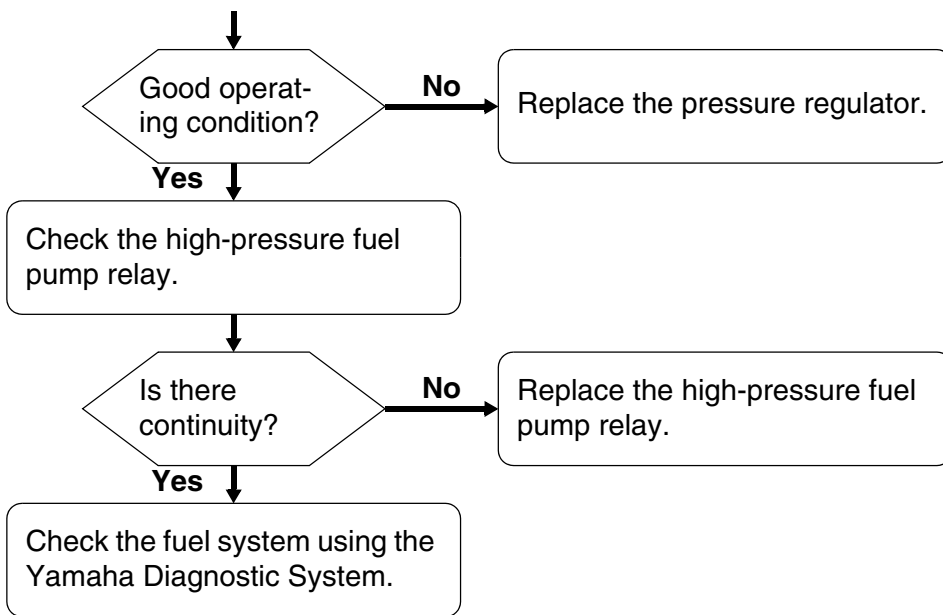 Good operat-
ing condition?
No
Replace the pressure regulator.
Yes
Check the high-pressure fuel
pump relay.
Is there
continuity?
No
Replace the high-pressure fuel
pump relay.
Yes
Check the fuel system using the
Yamaha Diagnostic System.